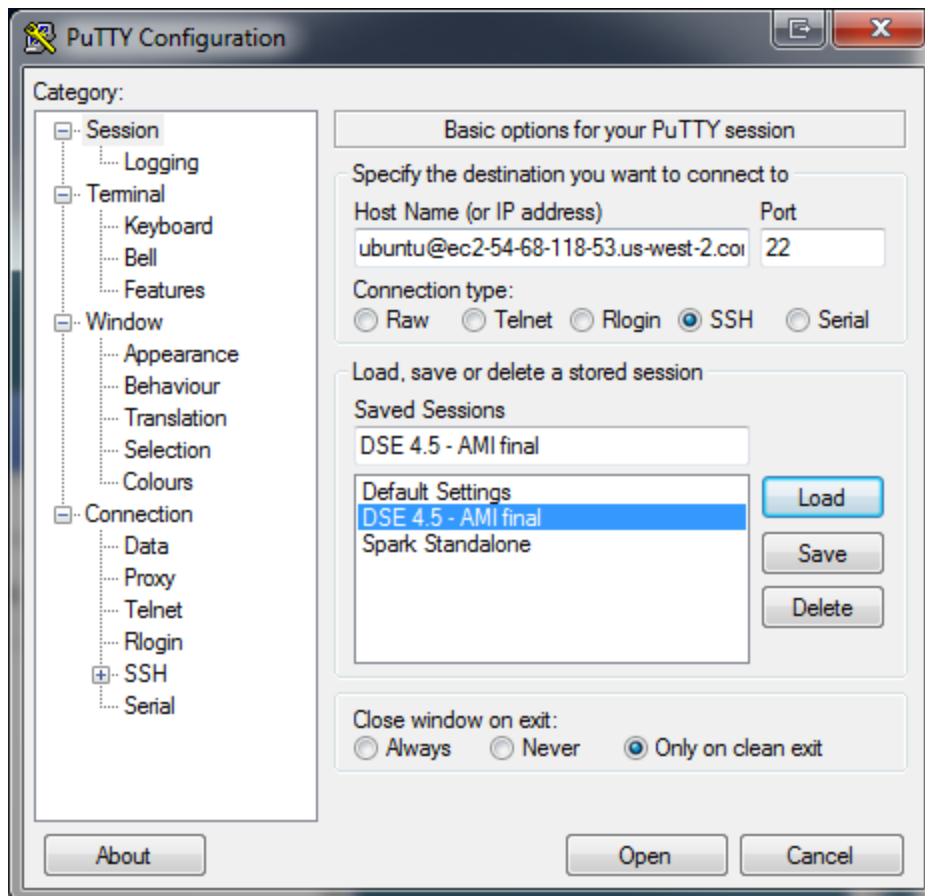 PuTTY Configuration
Category:
Session
Logging
Terminal
Keyboard
Bell
Features
Window
Appearance
Behaviour
Translation
Selection
Colours
Connection
Data
Proxy
Telnet
Rlogin
SSH
Serial
Basic options for your PuTTY session
Specify the destination you want to connect to
Host Name (or IP address) Port
ubuntu@ec2-54-68-118-53.us-west-2.com 22
Connection type:
Raw Telnet Rlogin SSH Serial
Load, save or delete a stored session
Saved Sessions
DSE 4.5 - AMI final
Default Settings
DSE 4.5 - AMI final
Spark Standalone
Load
Save
Delete
Close window on exit:
Always Never Only on clean exit
About Open Cancel